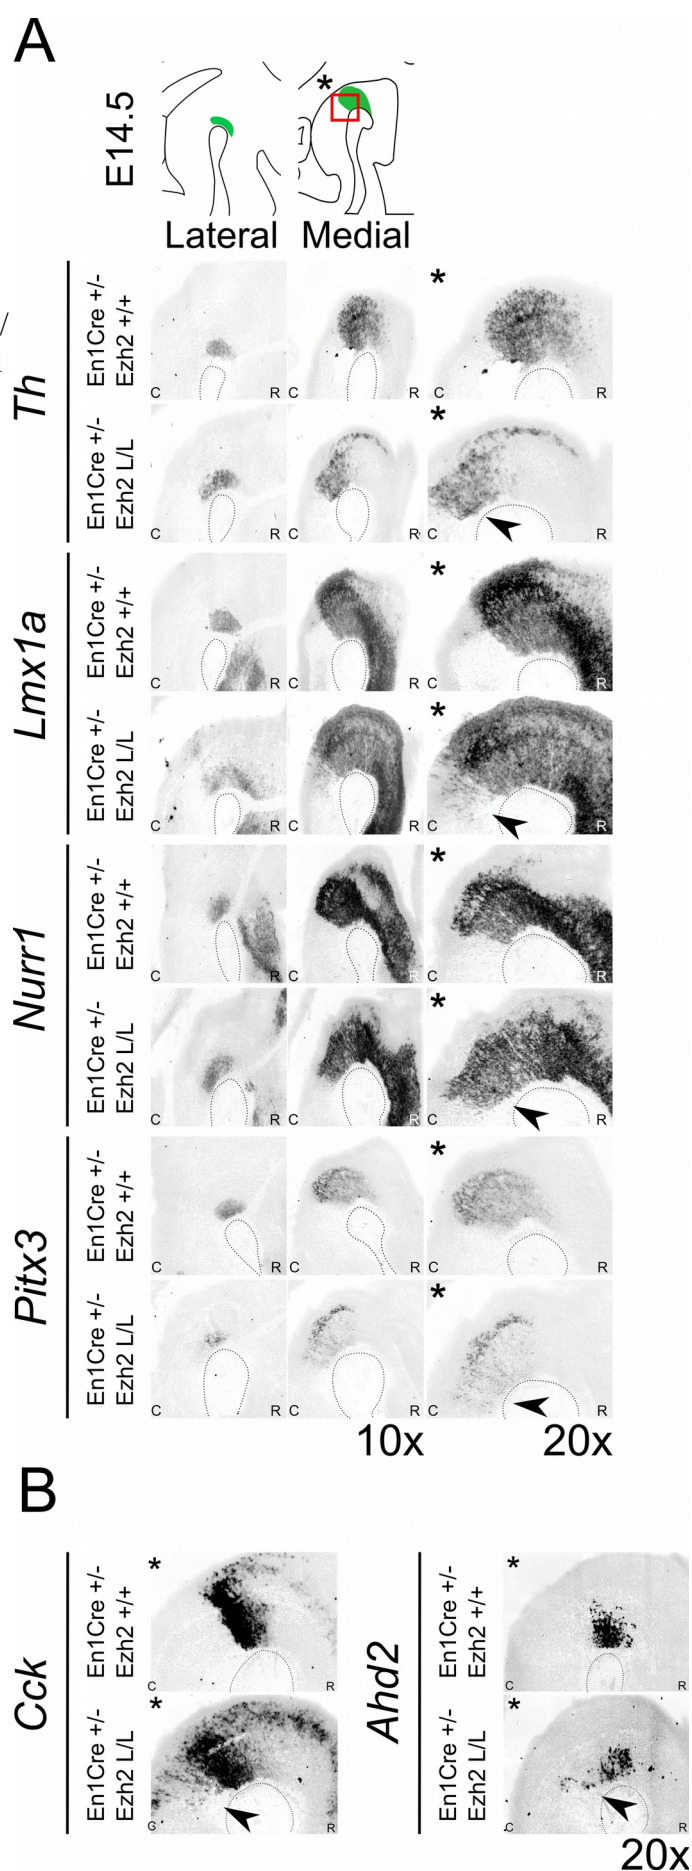 A
E14.5
*
Lateral Medial
/
Th
En1Cre +/-
Ezh2 +/+
C R C * C R
En1Cre +/-
Ezh2 L/L
C R C R * C R
Lmx1a
En1Cre +/-
Ezh2 +/+
C R C R * C R
En1Cre +/-
Ezh2 L/L
C R C R * C R
Nurr1
En1Cre +/-
Ezh2 +/+
C R C R * C R
En1Cre +/-
Ezh2 L/L
C R C R * C R
Pitx3
En1Cre +/-
Ezh2 +/+
C R C R * C R
En1Cre +/-
Ezh2 L/L
C R C R * C R
10x 20x
B
Cck
En1Cre +/-
Ezh2 +/+
* C R
En1Cre +/-
Ezh2 L/L
* C R
Ahd2
En1Cre +/-
Ezh2 +/+
* C R
En1Cre +/-
Ezh2 L/L
* C R
20x